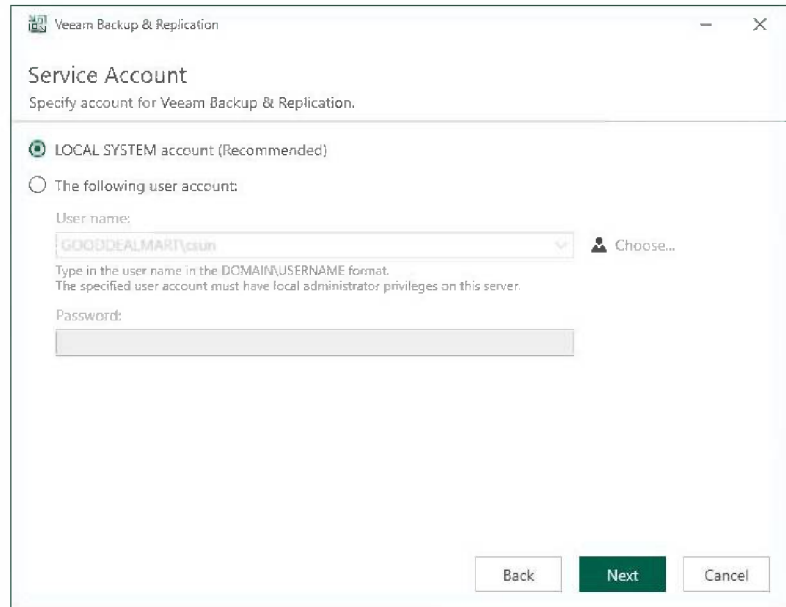 Veeam Backup & Replication
Service Account
Specify account for Veeam Backup & Replication.
LOCAL SYSTEM account (Recommended)
The following user account:
User name:
GOODDEALMART\csun
Choose...
Type in the user name in the DOMAIN\USERNAME format.
The specified user account must have local administrator privileges on this server.
Password:
Back
Next
Cancel